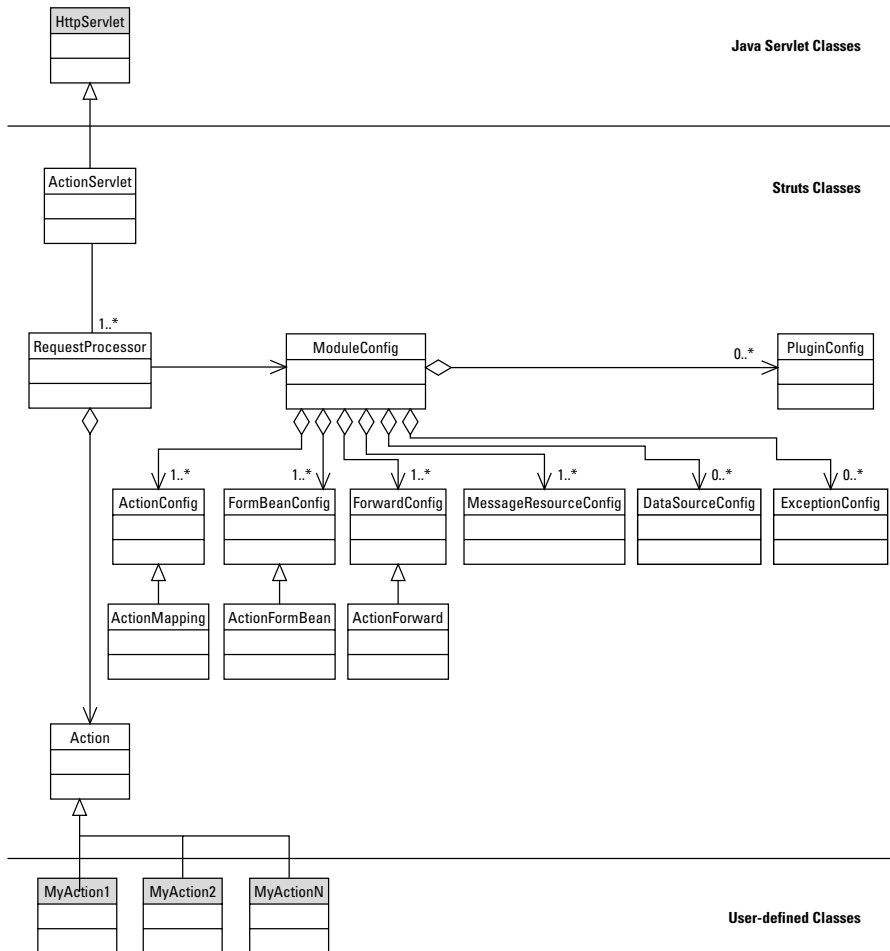 HttpServlet
Java Servlet Classes
ActionServlet
Struts Classes
1..*
RequestProcessor
ModuleConfig
0..*
PluginConfig
1..*
1..*
1..*
1..*
0..*
0..*
ActionConfig
FormBeanConfig
ForwardConfig
MessageResourceConfig
DataSourceConfig
ExceptionConfig
ActionMapping
ActionFormBean
ActionForward
Action
MyAction1
MyAction2
MyActionN
User-defined Classes